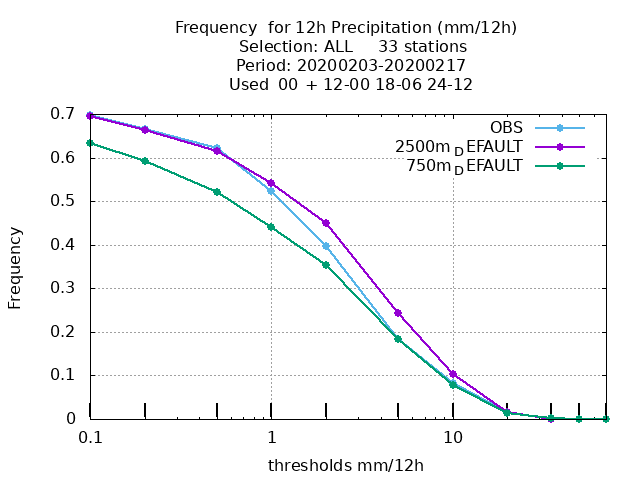 Frequency  for 12h Precipitation (mm/12h)
Selection: ALL     33 stations
Period: 20200203-20200217
Used  00 + 12-00 18-06 24-12
0.7
0.6
0.5
0.4
0.3
0.2
0.1
0
Frequency
OBS
2500m_DEFAULT
750m_DEFAULT
0.1 1 10
thresholds mm/12h